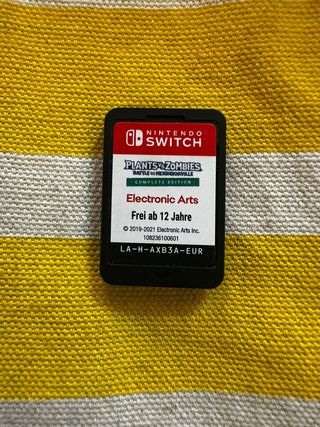 NINTENDO
SWITCH
PLANTS VS. ZOMBIES
BATTLE FOR NEIGHBORVILLE
COMPLETE EDITION
Electronic Arts
Frei ab 12 Jahre
© 2019-2021 Electronic Arts Inc.
108236100601
LA-H-AXB3A-EUR